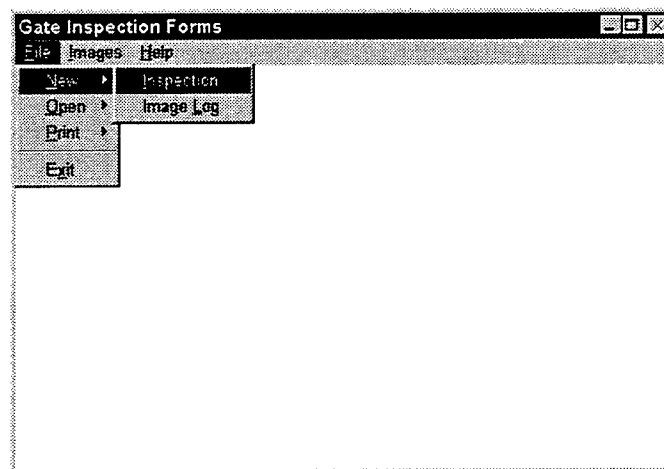 Gate Inspection Forms
File Images Help
New Inspection
Open Image Log
Print
Exit